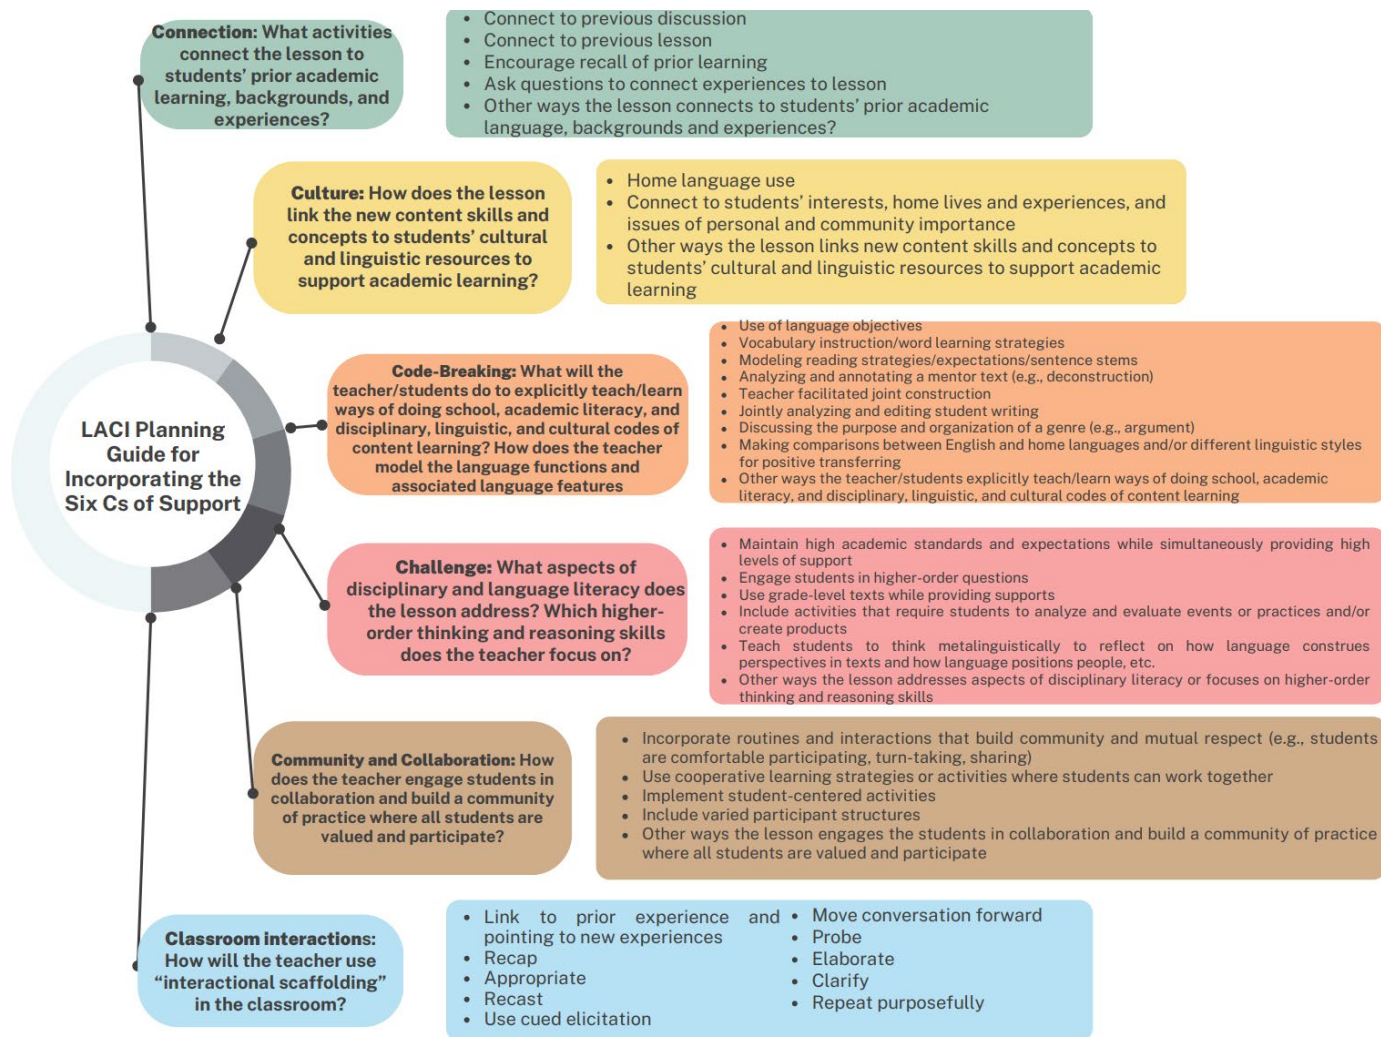 LACI Planning
Guide for
Incorporating the
Six Cs of Support
Connection: What activities
connect the lesson to
students’ prior academic
learning, backgrounds, and
experiences?
• Connect to previous discussion
• Connect to previous lesson
• Encourage recall of prior learning
• Ask questions to connect experiences to lesson
• Other ways the lesson connects to students’ prior academic
language, backgrounds and experiences?
Culture: How does the lesson
link the new content skills and
concepts to students’ cultural
and linguistic resources to
support academic learning?
• Home language use
• Connect to students’ interests, home lives and experiences, and
issues of personal and community importance
• Other ways the lesson links new content skills and concepts to
students’ cultural and linguistic resources to support academic
learning
Code-Breaking: What will the
teacher/students do to explicitly teach/learn
ways of doing school, academic literacy, and
disciplinary, linguistic, and cultural codes of
content learning? How does the teacher
model the language functions and
associated language features
• Use of language objectives
• Vocabulary instruction/word learning strategies
• Modeling reading strategies/expectations/sentence stems
• Analyzing and annotating a mentor text (e.g., deconstruction)
• Teacher facilitated joint construction
• Jointly analyzing and editing student writing
• Discussing the purpose and organization of a genre (e.g., argument)
• Making comparisons between English and home languages and/or different linguistic styles
for positive transferring
• Other ways the teacher/students explicitly teach/learn ways of doing school, academic
literacy, and disciplinary, linguistic, and cultural codes of content learning
Challenge: What aspects of
disciplinary and language literacy does
the lesson address? Which higher-
order thinking and reasoning skills
does the teacher focus on?
• Maintain high academic standards and expectations while simultaneously providing high
levels of support
• Engage students in higher-order questions
• Use grade-level texts while providing supports
• Include activities that require students to analyze and evaluate events or practices and/or
create products
• Teach students to think metalinguistically to reflect on how language construes
perspectives in texts and how language positions people, etc.
• Other ways the lesson addresses aspects of disciplinary literacy or focuses on higher-order
thinking and reasoning skills
Community and Collaboration: How
does the teacher engage students in
collaboration and build a community
of practice where all students are
valued and participate?
• Incorporate routines and interactions that build community and mutual respect (e.g., students
are comfortable participating, turn-taking, sharing)
• Use cooperative learning strategies or activities where students can work together
• Implement student-centered activities
• Include varied participant structures
• Other ways the lesson engages the students in collaboration and build a community of practice
where all students are valued and participate
Classroom interactions:
How will the teacher use
“interactional scaffolding”
in the classroom?
• Link to prior experience and
pointing to new experiences
• Recap
• Appropriate
• Recast
• Use cued elicitation
• Move conversation forward
• Probe
• Elaborate
• Clarify
• Repeat purposefully